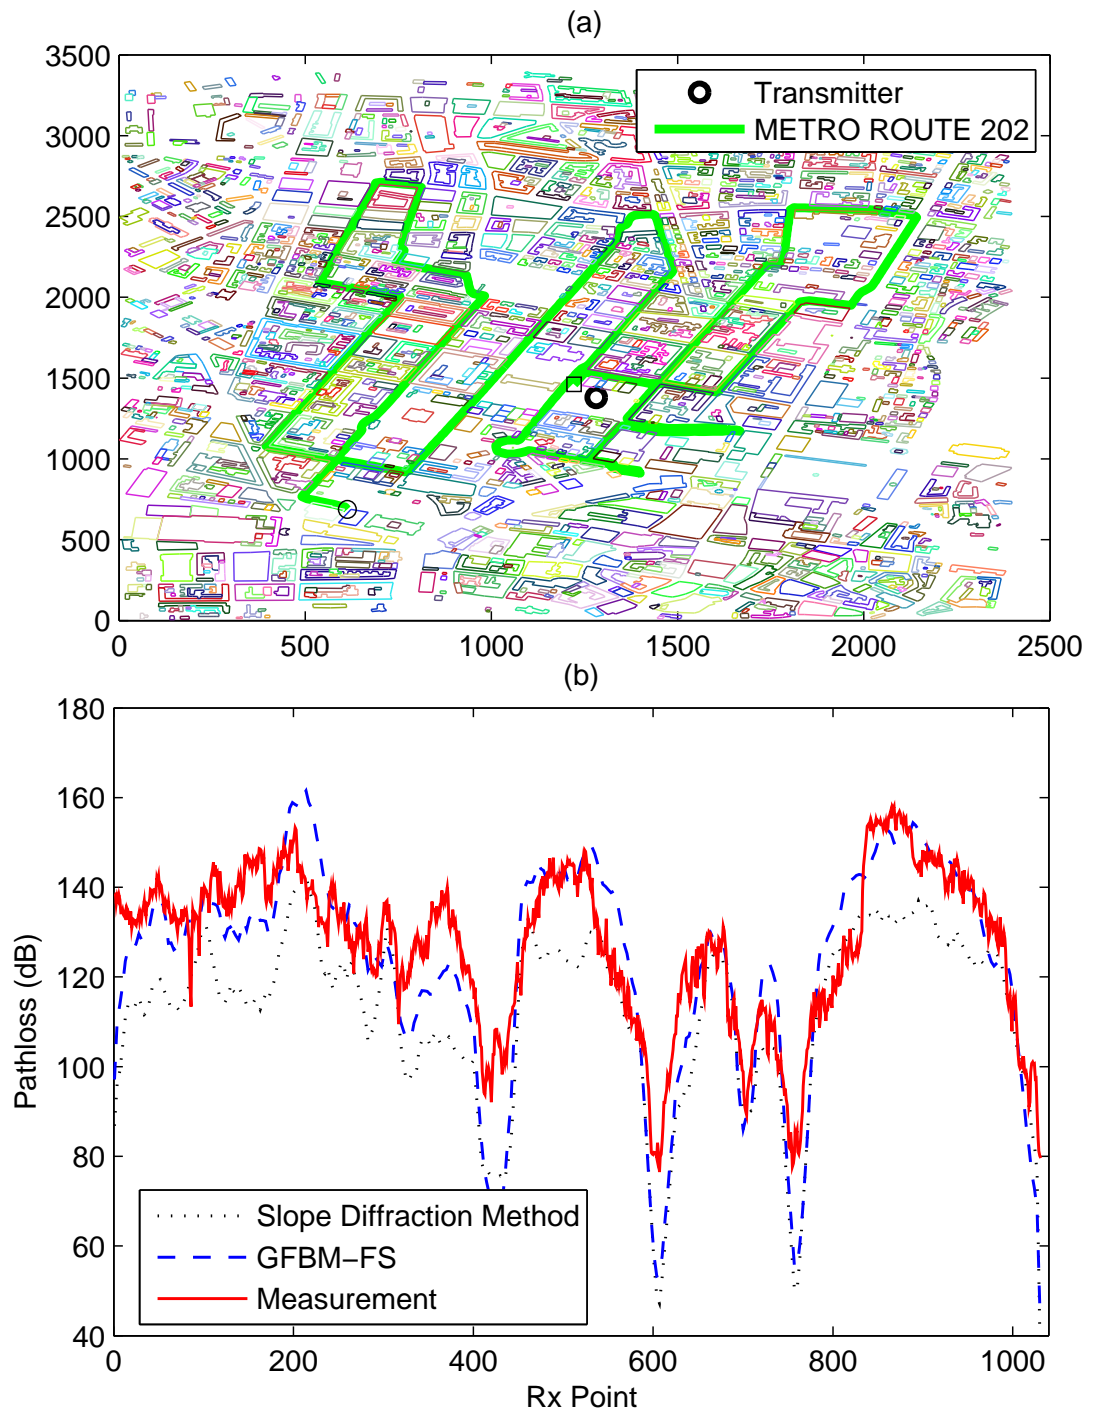 (a)
3500
3000
2500
2000
1500
1000
500
0
Transmitter
METRO ROUTE 202
0 500 1000 1500 2000 2500
(b)
180
160
140
120
100
80
60
40
Pathloss (dB)
Slope Diffraction Method
GFBM−FS
Measurement
0 200 400 600 800 1000
Rx Point